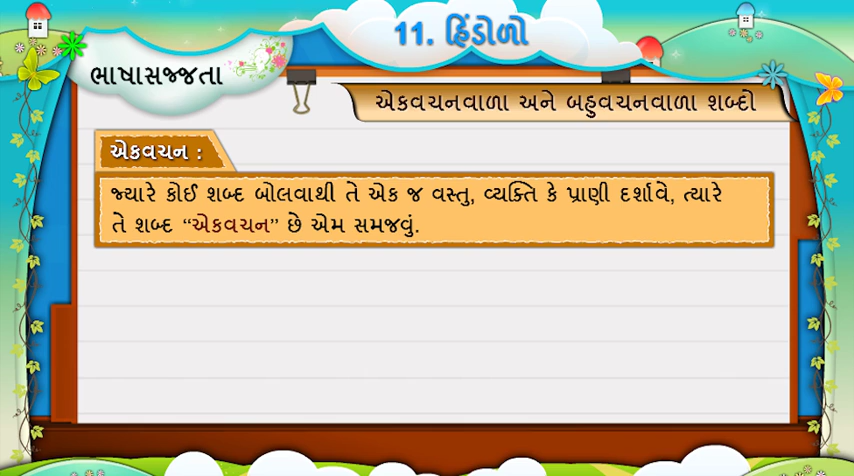 11. હિંડોળો
ભાષાસજ્જતા
એકવચનવાળા અને બહુવચનવાળા શબ્દો
એકવચન :
જ્યારે કોઈ શબ્દ બોલવાથી તે એક જ વસ્તુ, વ્યક્તિ કે પ્રાણી દર્શાવે, ત્યારે
તે શબ્દ “એકવચન” છે એમ સમજવું.